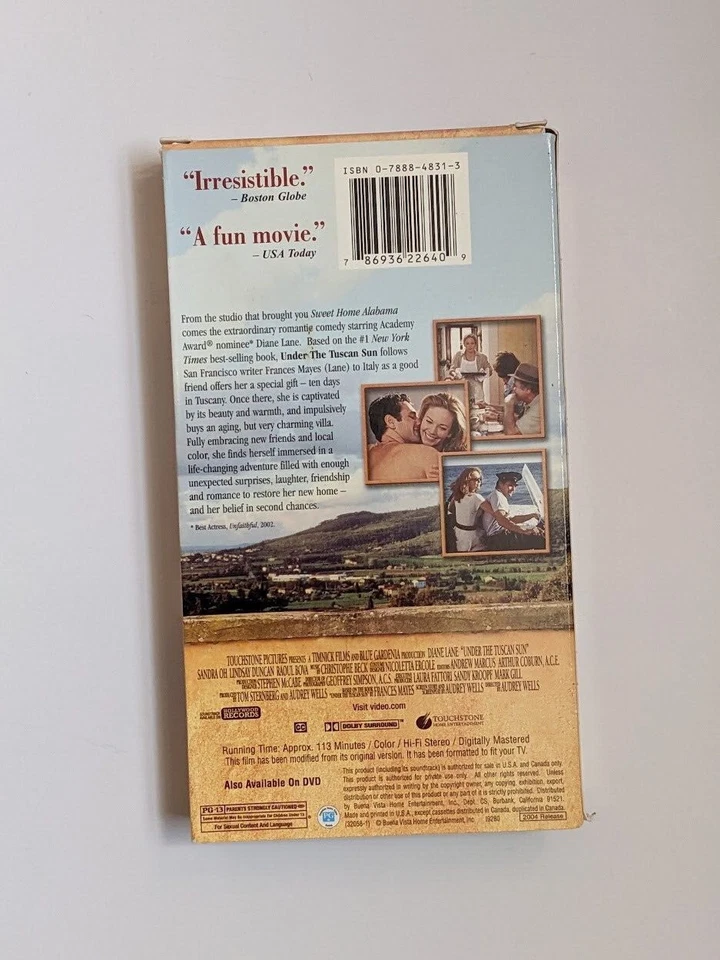 “Irresistible.”
– Boston Globe
“A fun movie.”
– USA Today
ISBN 0-7888-4831-3
7 86936 22640 9
From the studio that brought you Sweet Home Alabama
comes the extraordinary romantic comedy starring Academy
Award® nominee* Diane Lane. Based on the #1 New York
Times best-selling book, Under The Tuscan Sun follows
San Francisco writer Frances Mayes (Lane) to Italy as a good
friend offers her a special gift – ten days
in Tuscany. Once there, she is captivated
by its beauty and warmth, and impulsively
buys an aging, but very charming villa.
Fully embracing new friends and local
color, she finds herself immersed in a
life-changing adventure filled with enough
unexpected surprises, laughter, friendship
and romance to restore her new home –
and her belief in second chances.
* Best Actress, Unfaithful, 2002.
TOUCHSTONE PICTURES PRESENTS A TIMNICK FILMS AND BLUE GARDENIA PRODUCTION DIANE LANE "UNDER THE TUSCAN SUN"
SANDRA OH LINDSAY DUNCAN RAOUL BOVA CHRISTOPHE BECK NICOLETTA ERCOLE ANDREW MARCUS ARTHUR COBURN, A.C.E.
STEPHEN McCABE GEOFFREY SIMPSON, A.C.S. LAURA FATTORI SANDY KROOPF MARK GILL
TOM STERNBERG AND AUDREY WELLS FRANCES MAYES AUDREY WELLS AUDREY WELLS
HOLLYWOOD
RECORDS
Visit video.com
CC
DOLBY SURROUND
TOUCHSTONE
HOME ENTERTAINMENT
Running Time: Approx. 113 Minutes / Color / Hi-Fi Stereo / Digitally Mastered
This film has been modified from its original version. It has been formatted to fit your TV.
Also Available On DVD
This product (including its soundtrack) is authorized for sale in U.S.A. and Canada only.
This product is authorized for private use only. All other rights reserved. Unless
expressly authorized in writing by the copyright owner, any copying, exhibition, export,
distribution or other use of this product or any part of it is strictly prohibited. Distributed
by Buena Vista Home Entertainment, Inc., Dep. CS, Burbank, California 91521.
Made and printed in U.S.A., except cassettes distributed in Canada, duplicated in Canada.
(32058-1) © Buena Vista Home Entertainment, Inc. 19280
2004 Release
PG-13 PARENTS STRONGLY CAUTIONED
Some Material May Be Inappropriate for Children Under 13
For Sexual Content And Language